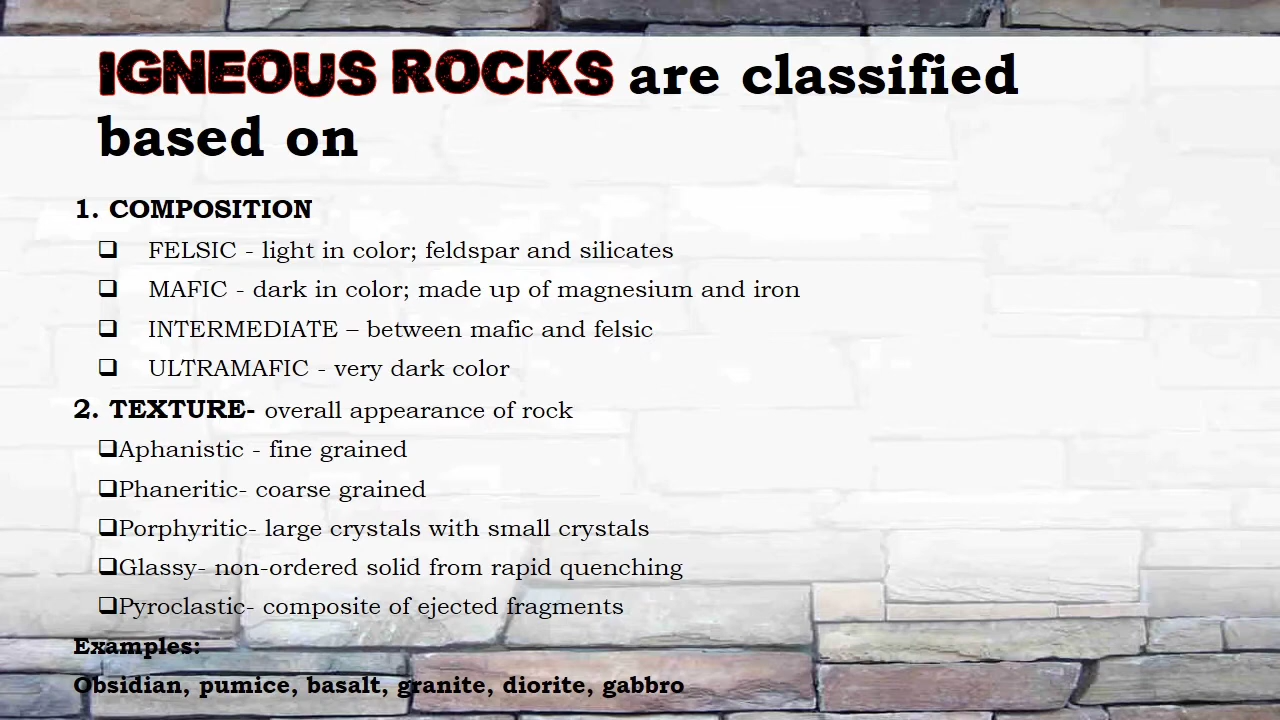 IGNEOUS ROCKS are classified
based on
1. COMPOSITION
❑ FELSIC - light in color; feldspar and silicates
❑ MAFIC - dark in color; made up of magnesium and iron
❑ INTERMEDIATE – between mafic and felsic
❑ ULTRAMAFIC - very dark color
2. TEXTURE- overall appearance of rock
❑Aphanistic - fine grained
❑Phaneritic- coarse grained
❑Porphyritic- large crystals with small crystals
❑Glassy- non-ordered solid from rapid quenching
❑Pyroclastic- composite of ejected fragments
Examples:
Obsidian, pumice, basalt, granite, diorite, gabbro